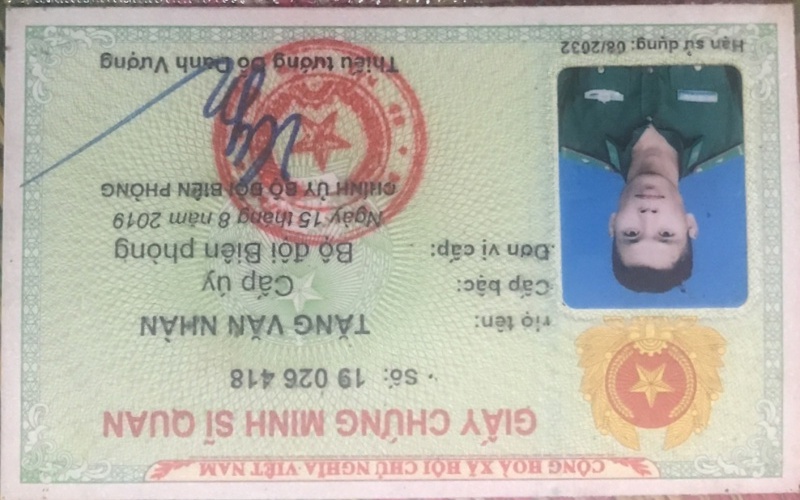 CỘNG HOÀ XÃ HỘI CHỦ NGHĨA VIỆT NAM
GIẤY CHỨNG MINH SĨ QUAN
Số: 19 026 418
Họ tên: TĂNG VĂN NHÀN
Cấp bậc: Cấp úy
Đơn vị cấp: Bộ đội Biên phòng
Ngày 15 tháng 8 năm 2019
CHÍNH ỦY BỘ ĐỘI BIÊN PHÒNG
Thiếu tướng Đỗ Danh Vượng
Hạn sử dụng: 08/2032